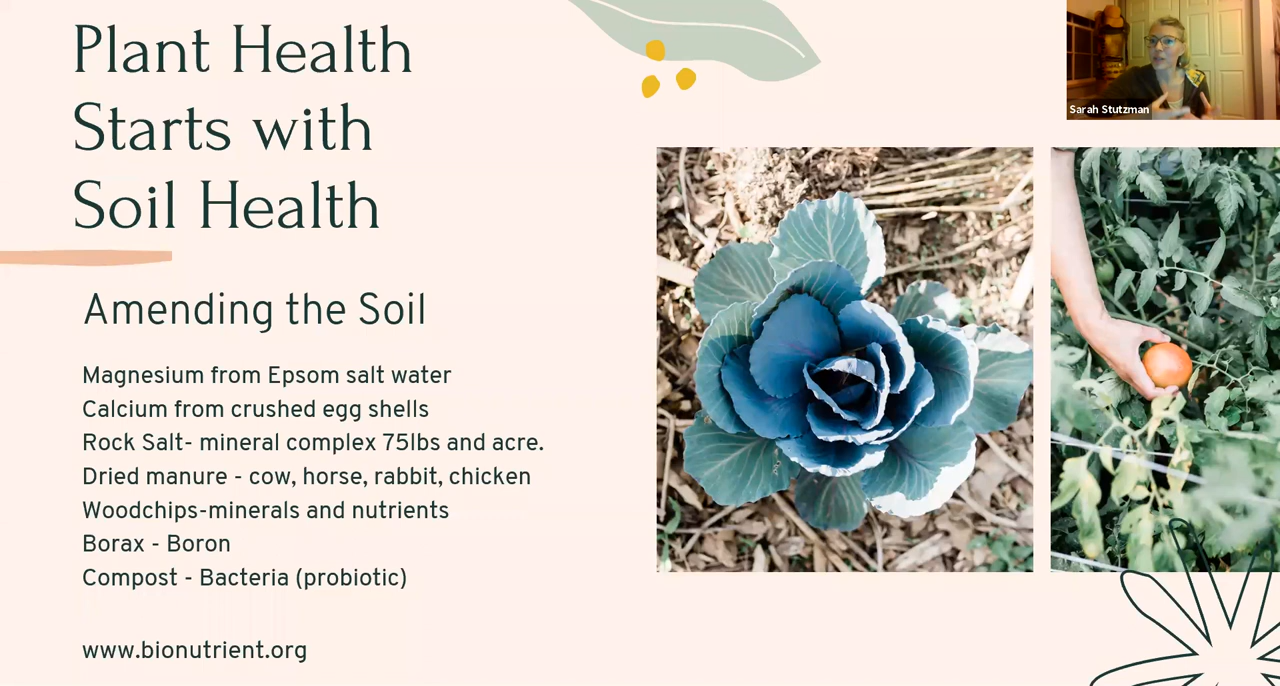 Plant Health
Starts with
Soil Health
Sarah Stutzman
Amending the Soil
Magnesium from Epsom salt water
Calcium from crushed egg shells
Rock Salt- mineral complex 75lbs and acre.
Dried manure - cow, horse, rabbit, chicken
Woodchips-minerals and nutrients
Borax - Boron
Compost - Bacteria (probiotic)
www.bionutrient.org